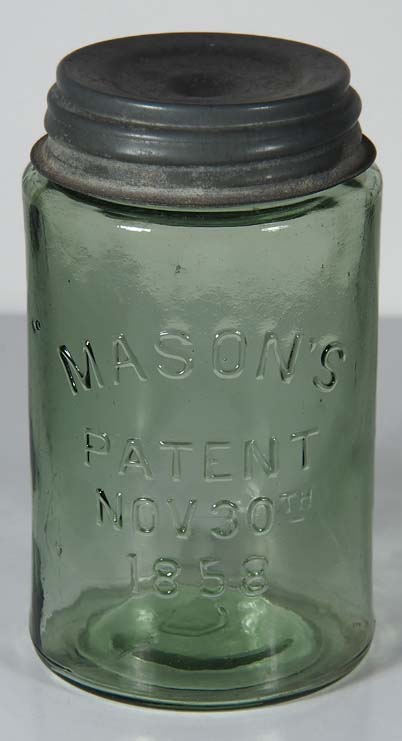 MASON'S
PATENT
NOV 30TH
1858